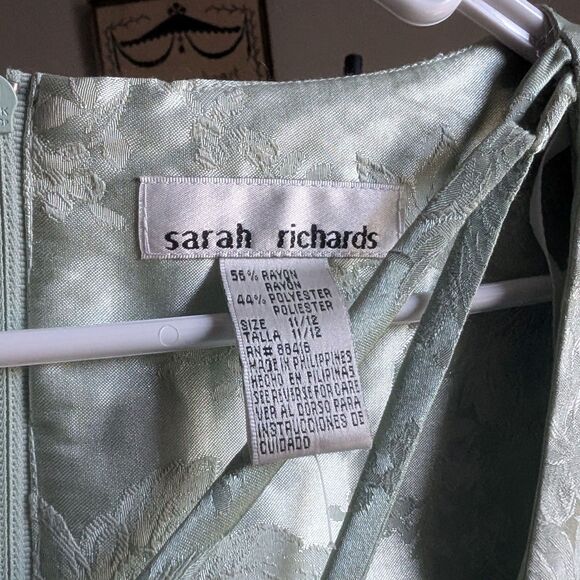 sarah richards
56% RAYON
RAYON
44% POLYESTER
POLIESTER
SIZE 11/12
TALLA 11/12
RN# 88416
MADE IN PHILIPPINES
HECHO EN FILIPINAS
SEE REVERSE FOR CARE
VER AL DORSO PARA
INSTRUCCIONES DE
CUIDADO